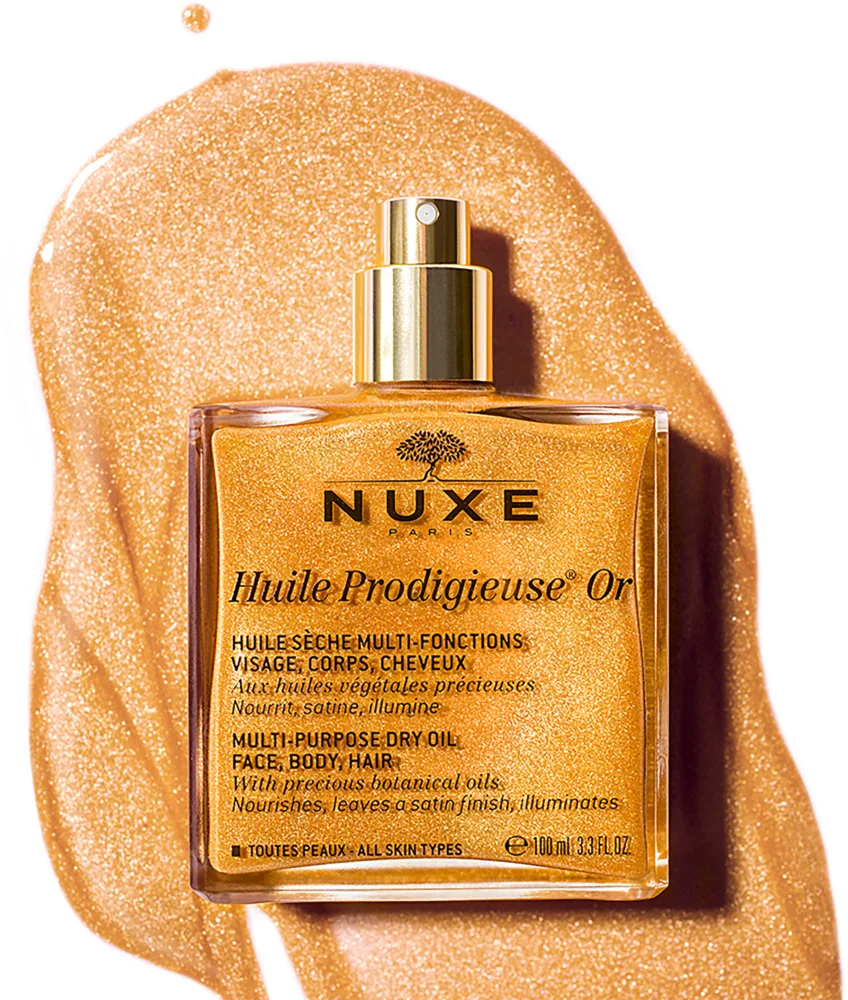 NUXE
PARIS
Huile Prodigieuse® Or
HUILE SÈCHE MULTI-FONCTIONS
VISAGE, CORPS, CHEVEUX
Aux huiles végétales précieuses
Nourrit, satine, illumine
MULTI-PURPOSE DRY OIL
FACE, BODY, HAIR
With precious botanical oils
Nourishes, leaves a satin finish, illuminates
■ TOUTES PEAUX - ALL SKIN TYPES ℮ 100 ml 3.3 FL.OZ.